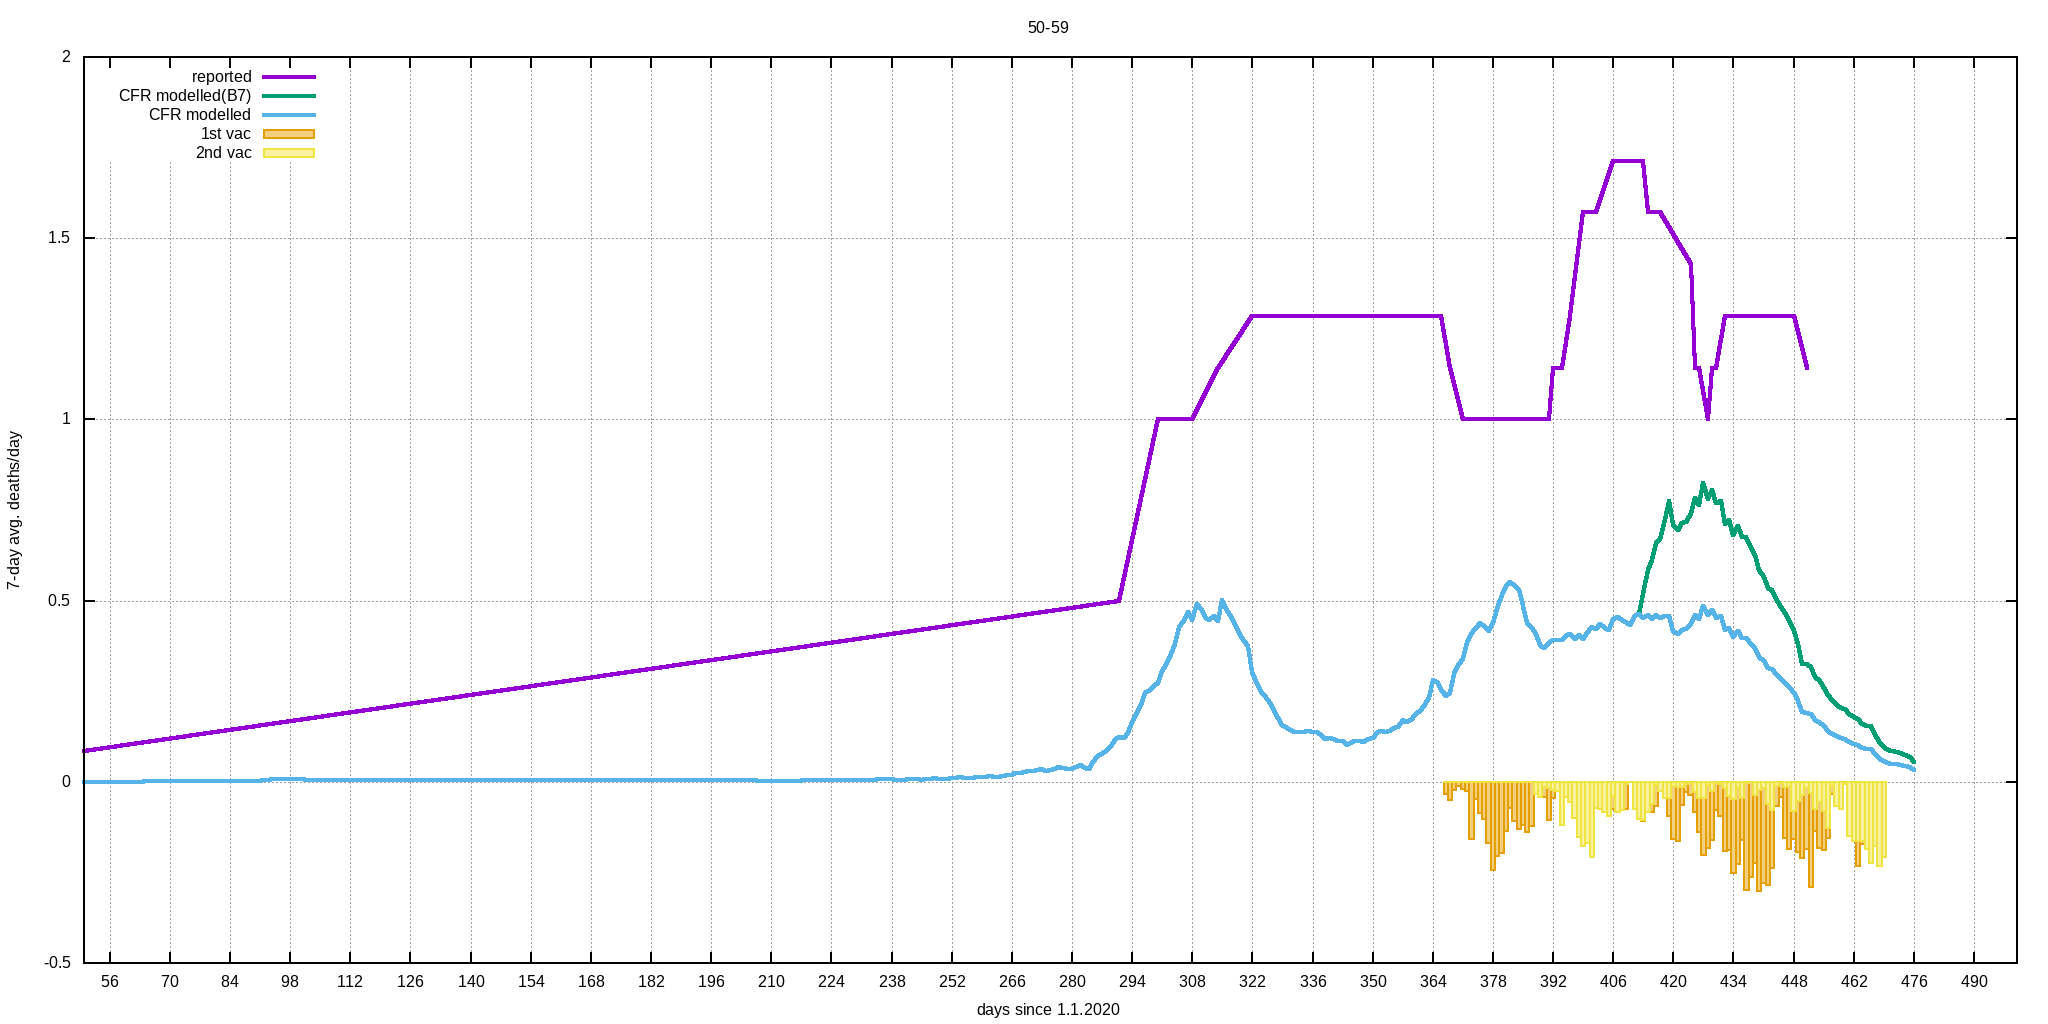 50-59
reported
CFR modelled(B7)
CFR modelled
1st vac
2nd vac
2
1.5
1
0.5
0
-0.5
7-day avg. deaths/day
56 70 84 98 112 126 140 154 168 182 196 210 224 238 252 266 280 294 308 322 336 350 364 378 392 406 420 434 448 462 476 490
days since 1.1.2020